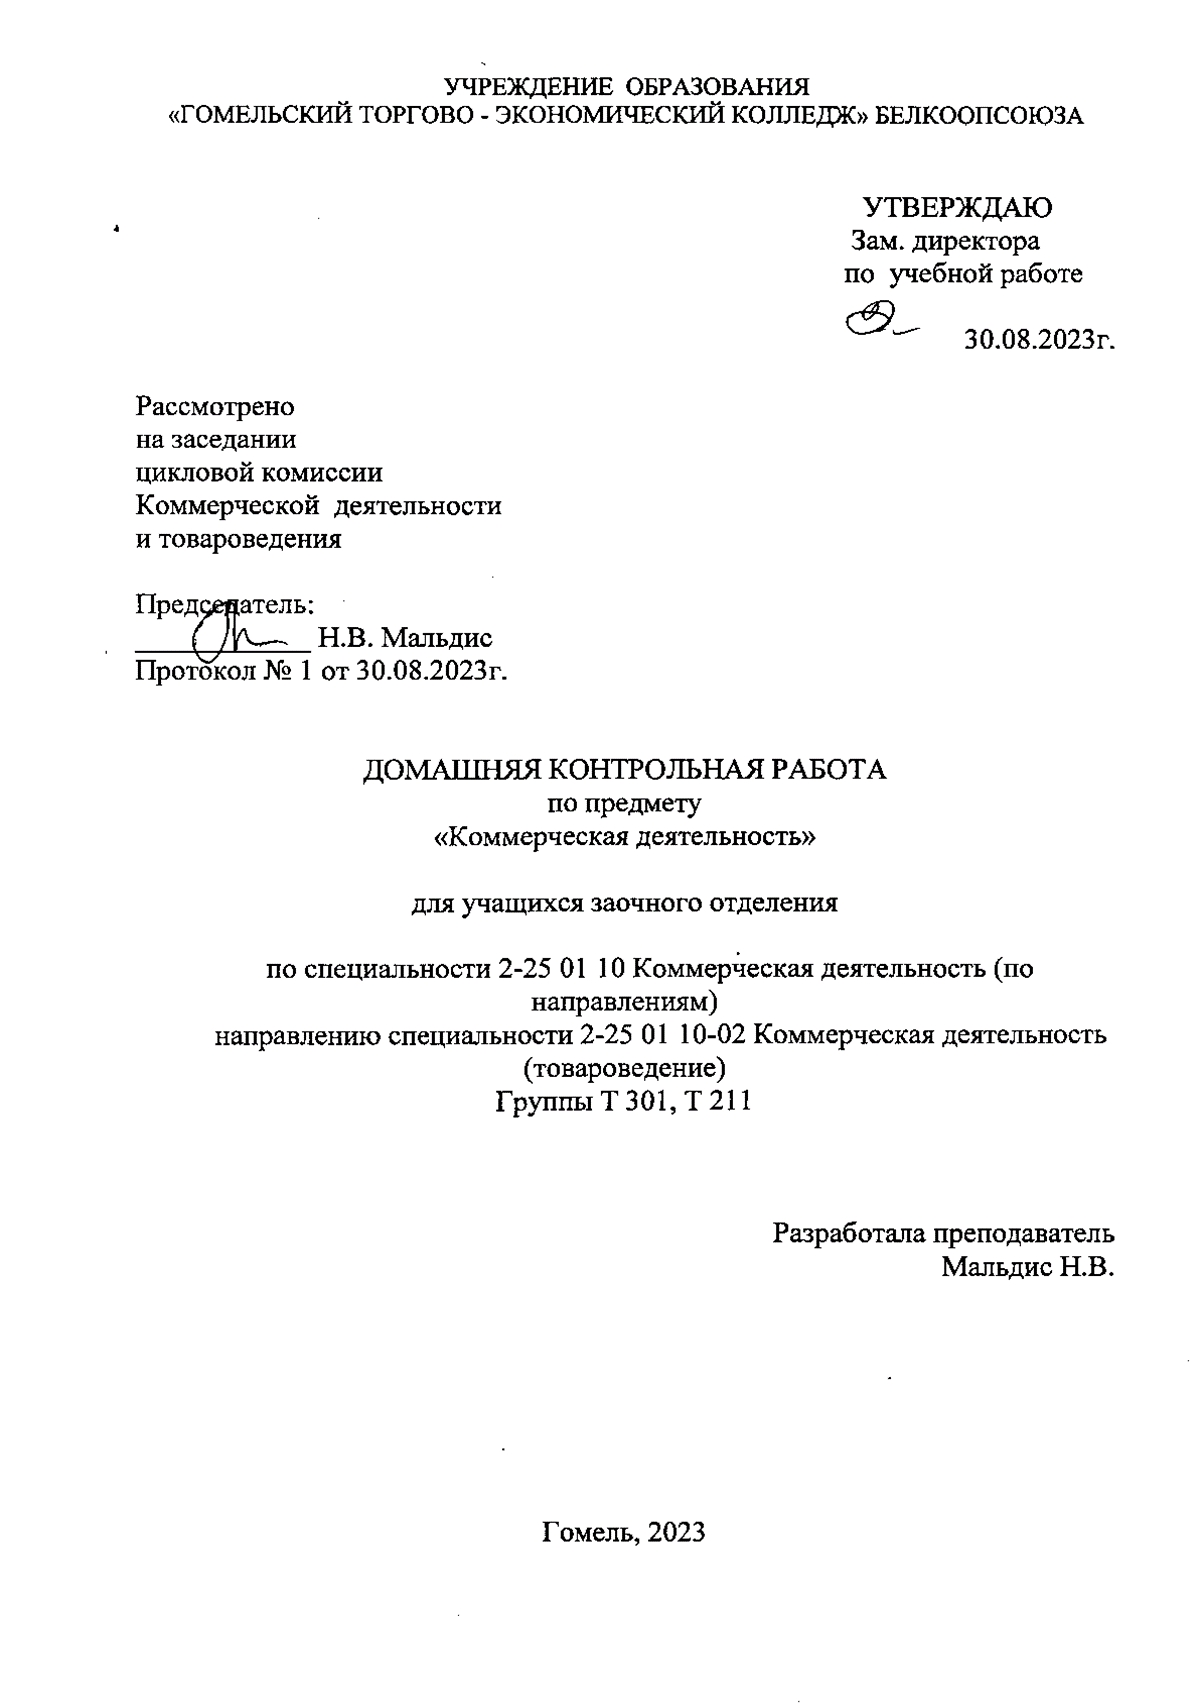 УЧРЕЖДЕНИЕ ОБРАЗОВАНИЯ
«ГОМЕЛЬСКИЙ ТОРГОВО - ЭКОНОМИЧЕСКИЙ КОЛЛЕДЖ» БЕЛКООПСОЮЗА
УТВЕРЖДАЮ
Зам. директора
по учебной работе
30.08.2023г.
Рассмотрено
на заседании
цикловой комиссии
Коммерческой деятельности
и товароведения
Председатель:
Н.В. Мальдис
Протокол № 1 от 30.08.2023г.
ДОМАШНЯЯ КОНТРОЛЬНАЯ РАБОТА
по предмету
«Коммерческая деятельность»
для учащихся заочного отделения
по специальности 2-25 01 10 Коммерческая деятельность (по
направлениям)
направлению специальности 2-25 01 10-02 Коммерческая деятельность
(товароведение)
Группы Т 301, Т 211
Разработала преподаватель
Мальдис Н.В.
Гомель, 2023